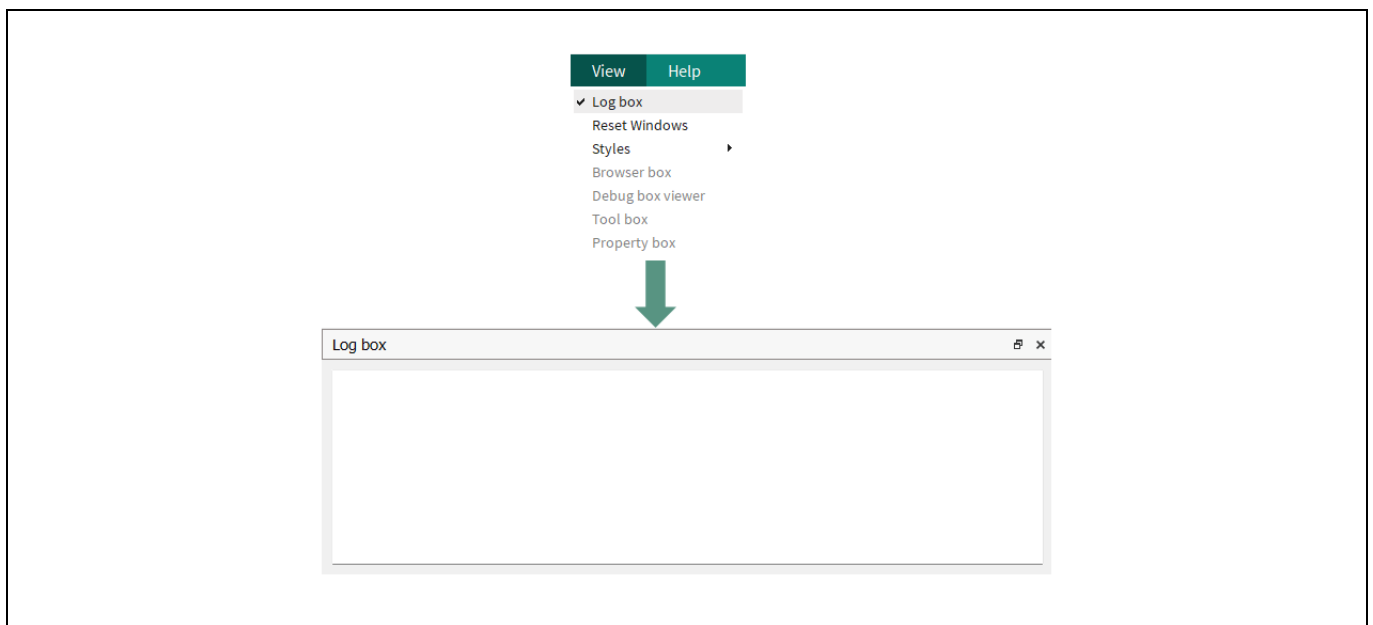 View Help
Log box
Reset Windows
Styles
Browser box
Debug box viewer
Tool box
Property box
Log box